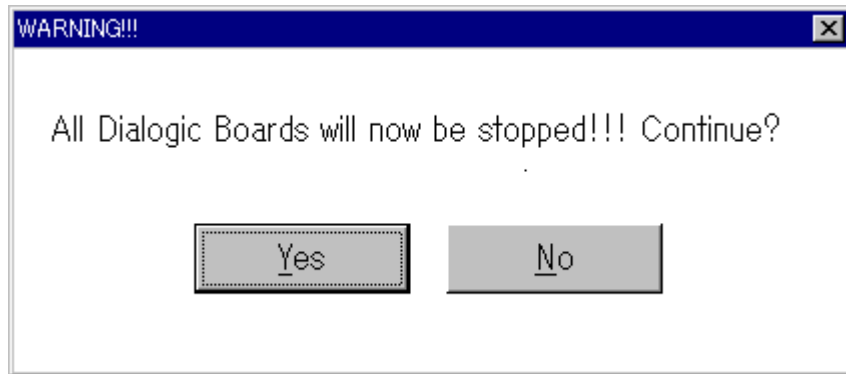 WARNING!!!
All Dialogic Boards will now be stopped!!! Continue?
Yes
No